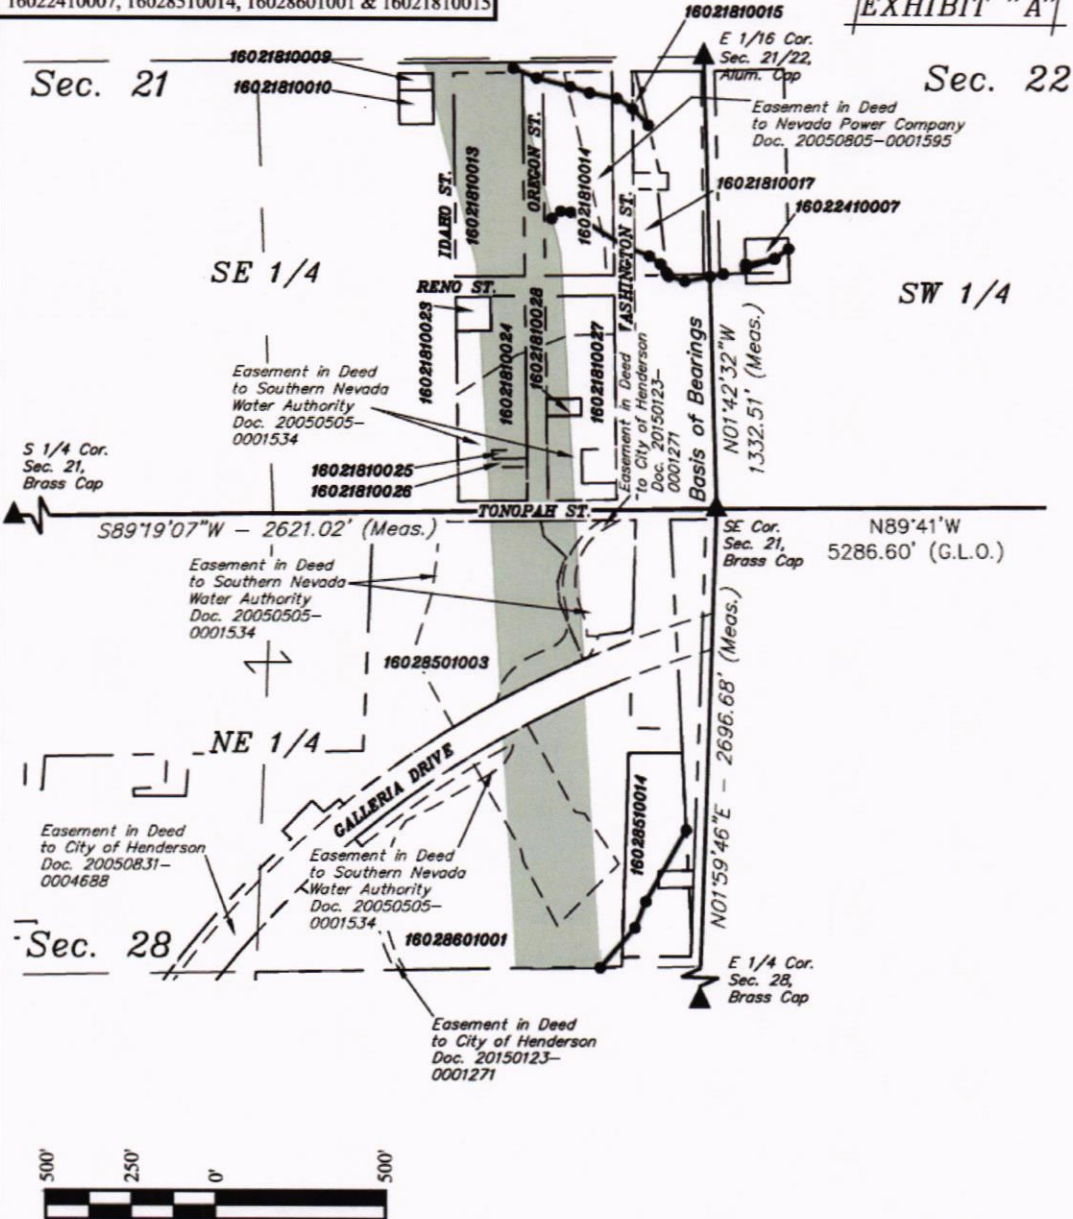 16022410007, 16028510014, 16028601001 & 16021810015
EXHIBIT "A"
16021810015
E 1/16 Cor.
Sec. 21/22,
Alum. Cap
16021810009
16021810010
Sec. 21
Sec. 22
Easement in Deed
to Nevada Power Company
Doc. 20050805-0001595
IDAHO ST.
16021810013
OREGON ST.
16021810014
WASHINGTON ST.
16021810017
16022410007
SE 1/4
SW 1/4
RENO ST.
16021810023
16021810024
16021810028
16021810027
Easement in Deed
to Southern Nevada
Water Authority
Doc. 20050505-
0001534
Easement in Deed
to City of Henderson
Doc. 20150123-
0001271
Basis of Bearings
N01°42'32"W
1332.51' (Meas.)
S 1/4 Cor.
Sec. 21,
Brass Cap
16021810025
16021810026
TONOPAH ST.
S89°19'07"W - 2621.02' (Meas.)
SE Cor.
Sec. 21,
Brass Cap
N89°41'W
5286.60' (G.L.O.)
Easement in Deed
to Southern Nevada
Water Authority
Doc. 20050505-
0001534
16028501003
N01°59'46"E - 2696.68' (Meas.)
NE 1/4
GALLERIA DRIVE
16028510014
Easement in Deed
to City of Henderson
Doc. 20050831-
0004688
Easement in Deed
to Southern Nevada
Water Authority
Doc. 20050505-
0001534
16028601001
Sec. 28
E 1/4 Cor.
Sec. 28,
Brass Cap
Easement in Deed
to City of Henderson
Doc. 20150123-
0001271
500'
250'
0'
500'